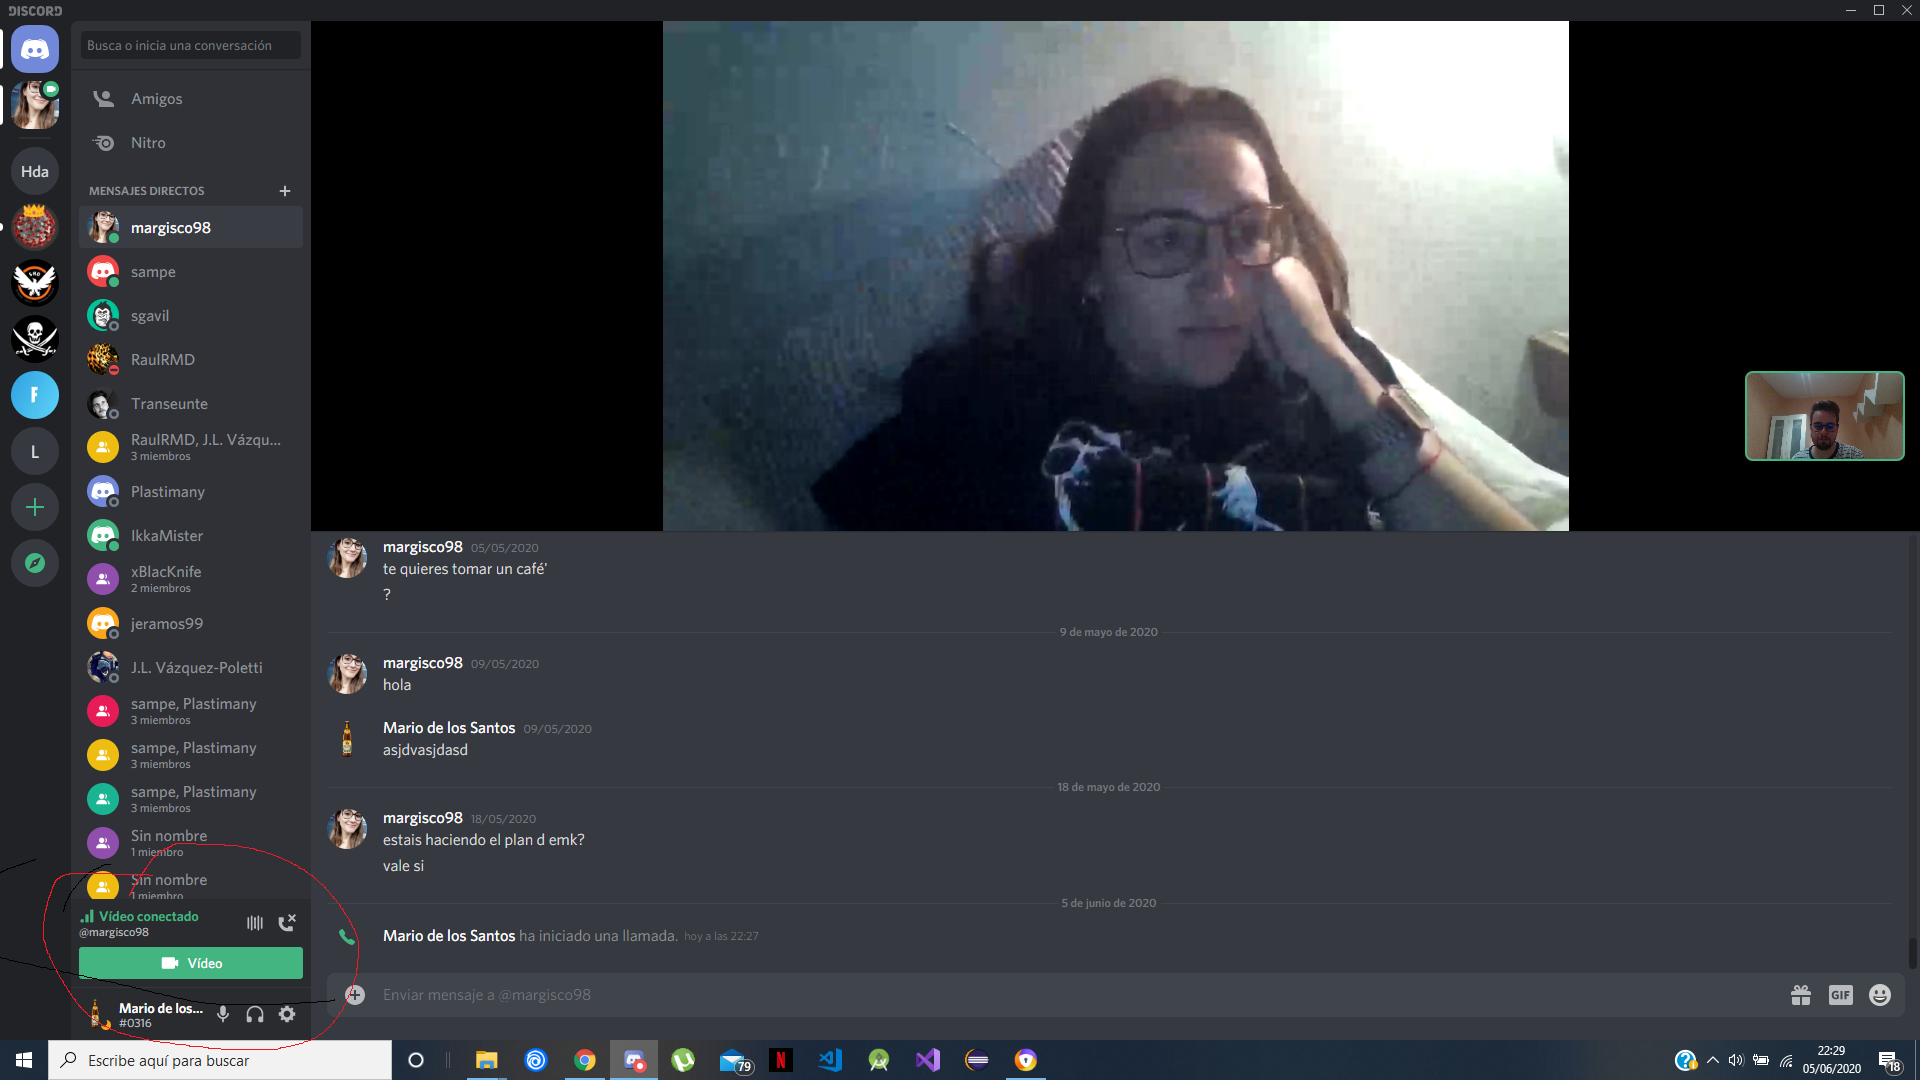 DISCORD
Busca o inicia una conversación
Amigos
Nitro
Hda
MENSAJES DIRECTOS
margisco98
sampe
sgavil
RaulRMD
F
Transeunte
L
RaulRMD, J.L. Vázqu...
3 miembros
Plastimany
IkkaMister
xBlacKnife
2 miembros
jeramos99
J.L. Vázquez-Poletti
sampe, Plastimany
3 miembros
sampe, Plastimany
3 miembros
sampe, Plastimany
3 miembros
Sin nombre
1 miembro
Sin nombre
1 miembro
Vídeo conectado
@margisco98
Vídeo
Mario de los...
#0316
margisco98 05/05/2020
te quieres tomar un café'
?
9 de mayo de 2020
margisco98 09/05/2020
hola
Mario de los Santos 09/05/2020
asjdvasjdasd
18 de mayo de 2020
margisco98 18/05/2020
estais haciendo el plan d emk?
vale si
5 de junio de 2020
Mario de los Santos ha iniciado una llamada. hoy a las 22:27
Enviar mensaje a @margisco98
GIF
Escribe aquí para buscar
79
N
22:29
05/06/2020
18